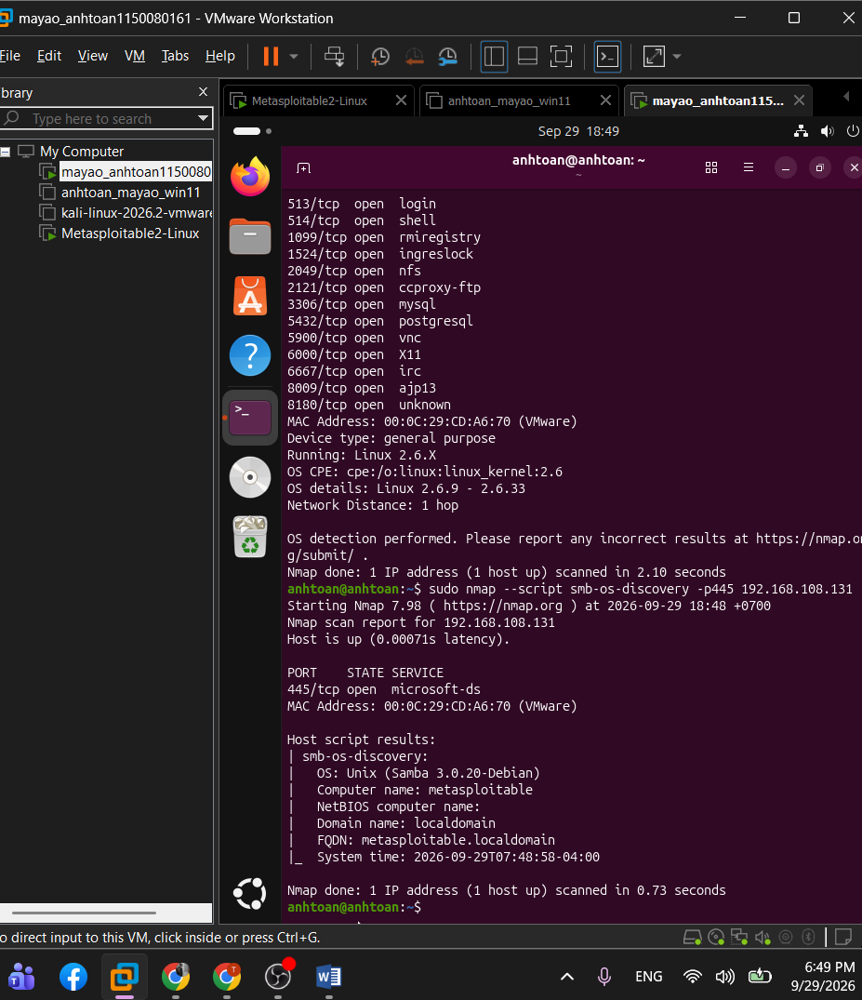 mayao_anhtoan1150080161 - VMware Workstation
File Edit View VM Tabs Help
brary
Type here to search
My Computer
mayao_anhtoan1150080
anhtoan_mayao_win11
kali-linux-2026.2-vmware
Metasploitable2-Linux
Metasploitable2-Linux
anhtoan_mayao_win11
mayao_anhtoan115...
Sep 29 18:49
anhtoan@anhtoan: ~
~
513/tcp open login
514/tcp open shell
1099/tcp open rmiregistry
1524/tcp open ingreslock
2049/tcp open nfs
2121/tcp open ccproxy-ftp
3306/tcp open mysql
5432/tcp open postgresql
5900/tcp open vnc
6000/tcp open X11
6667/tcp open irc
8009/tcp open ajp13
8180/tcp open unknown
MAC Address: 00:0C:29:CD:A6:70 (VMware)
Device type: general purpose
Running: Linux 2.6.X
OS CPE: cpe:/o:linux:linux_kernel:2.6
OS details: Linux 2.6.9 - 2.6.33
Network Distance: 1 hop
OS detection performed. Please report any incorrect results at https://nmap.or
g/submit/ .
Nmap done: 1 IP address (1 host up) scanned in 2.10 seconds
anhtoan@anhtoan:~$ sudo nmap --script smb-os-discovery -p445 192.168.108.131
Starting Nmap 7.98 ( https://nmap.org ) at 2026-09-29 18:48 +0700
Nmap scan report for 192.168.108.131
Host is up (0.00071s latency).
PORT STATE SERVICE
445/tcp open microsoft-ds
MAC Address: 00:0C:29:CD:A6:70 (VMware)
Host script results:
| smb-os-discovery:
| OS: Unix (Samba 3.0.20-Debian)
| Computer name: metasploitable
| NetBIOS computer name:
| Domain name: localdomain
| FQDN: metasploitable.localdomain
|_ System time: 2026-09-29T07:48:58-04:00
Nmap done: 1 IP address (1 host up) scanned in 0.73 seconds
anhtoan@anhtoan:~$
o direct input to this VM, click inside or press Ctrl+G.
ENG
6:49 PM
9/29/2026